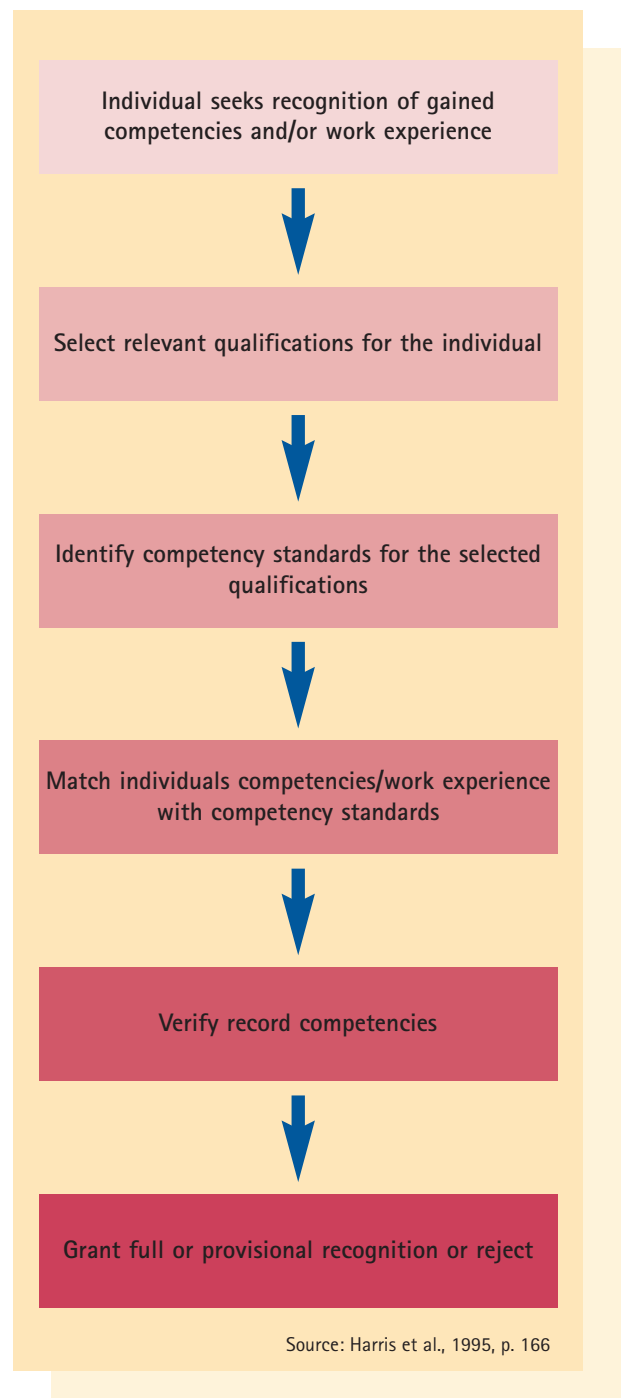 Individual seeks recognition of gained
competencies and/or work experience
Select relevant qualifications for the individual
Identify competency standards for the selected
qualifications
Match individuals competencies/work experience
with competency standards
Verify record competencies
Grant full or provisional recognition or reject
Source: Harris et al., 1995, p. 166